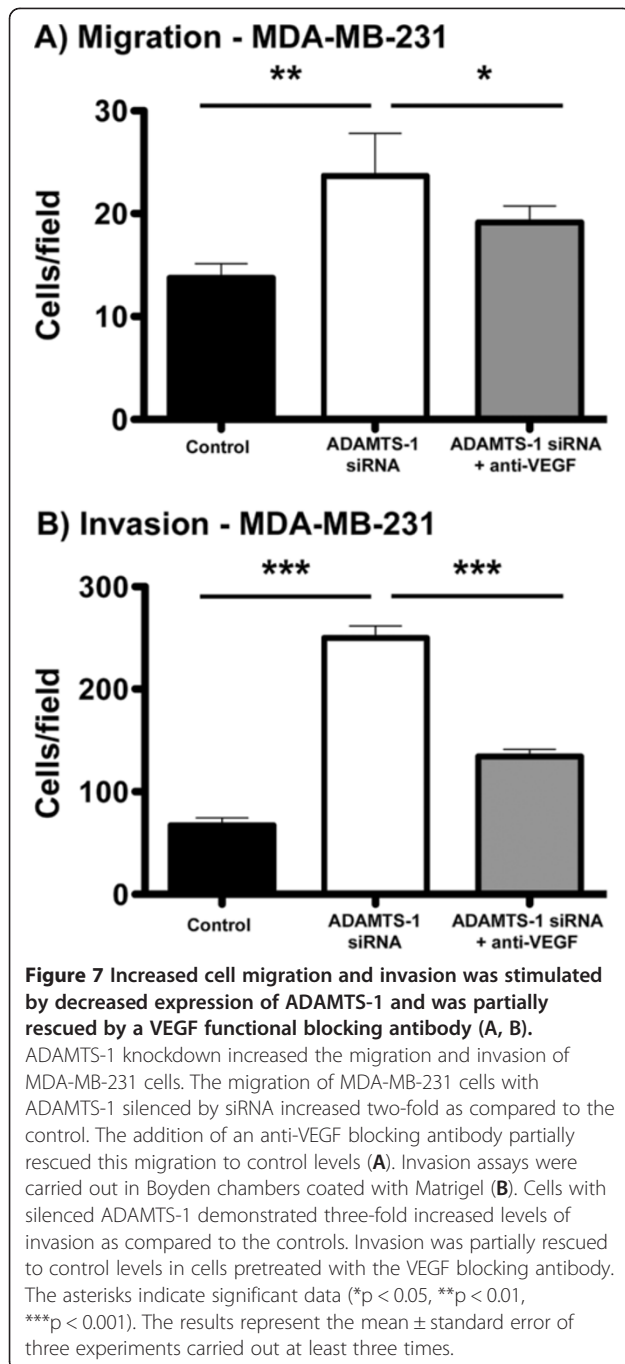 A) Migration - MDA-MB-231
** *
30
20
10
0
Cells/field
Control
ADAMTS-1
siRNA
ADAMTS-1 siRNA
+ anti-VEGF
B) Invasion - MDA-MB-231
*** ***
300
200
100
0
Cells/field
Control
ADAMTS-1
siRNA
ADAMTS-1 siRNA
+ anti-VEGF
Figure 7 Increased cell migration and invasion was stimulated
by decreased expression of ADAMTS-1 and was partially
rescued by a VEGF functional blocking antibody (A, B).
ADAMTS-1 knockdown increased the migration and invasion of
MDA-MB-231 cells. The migration of MDA-MB-231 cells with
ADAMTS-1 silenced by siRNA increased two-fold as compared to the
control. The addition of an anti-VEGF blocking antibody partially
rescued this migration to control levels (A). Invasion assays were
carried out in Boyden chambers coated with Matrigel (B). Cells with
silenced ADAMTS-1 demonstrated three-fold increased levels of
invasion as compared to the controls. Invasion was partially rescued
to control levels in cells pretreated with the VEGF blocking antibody.
The asterisks indicate significant data (*p < 0.05, **p < 0.01,
***p < 0.001). The results represent the mean ± standard error of
three experiments carried out at least three times.